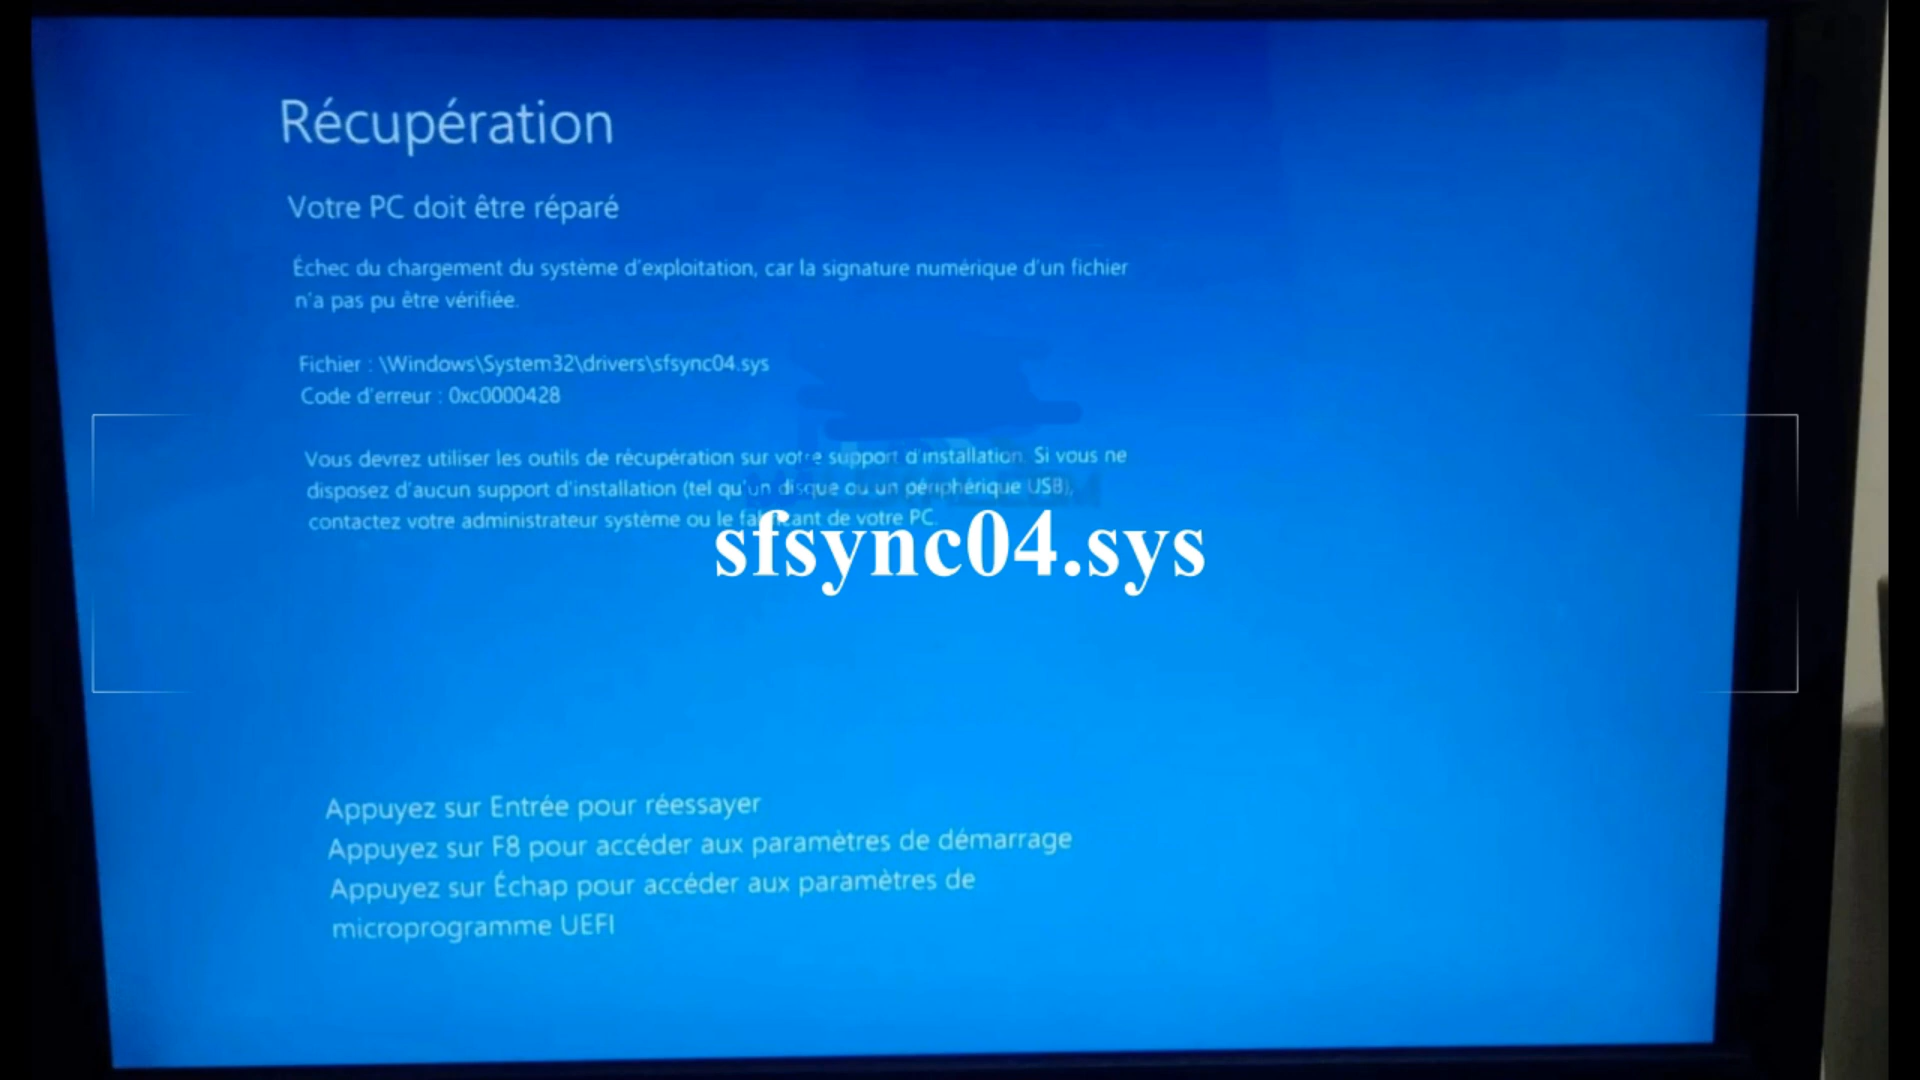 Récupération
Votre PC doit être réparé
Échec du chargement du système d'exploitation, car la signature numérique d'un fichier
n'a pas pu être vérifiée.
Fichier : \Windows\System32\drivers\sfsync04.sys
Code d'erreur : 0xc0000428
Vous devrez utiliser les outils de récupération sur votre support d'installation. Si vous ne
disposez d'aucun support d'installation (tel qu'un disque ou un périphérique USB),
contactez votre administrateur système ou le fabricant de votre PC.
sfsync04.sys
Appuyez sur Entrée pour réessayer
Appuyez sur F8 pour accéder aux paramètres de démarrage
Appuyez sur Échap pour accéder aux paramètres de
microprogramme UEFI